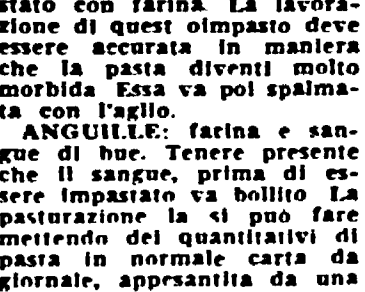 stato con farina. La lavora-
zione di quest oimpasto deve
essere accurata in maniera
che la pasta diventi molto
morbida Essa va poi spalma-
ta con l'aglio.
ANGUILLE: farina e san-
gue di bue. Tenere presente
che il sangue, prima di es-
sere impastato va bollito La
pasturazione la si può fare
mettendo dei quantitativi di
pasta in normale carta da
giornale, appesantita da una